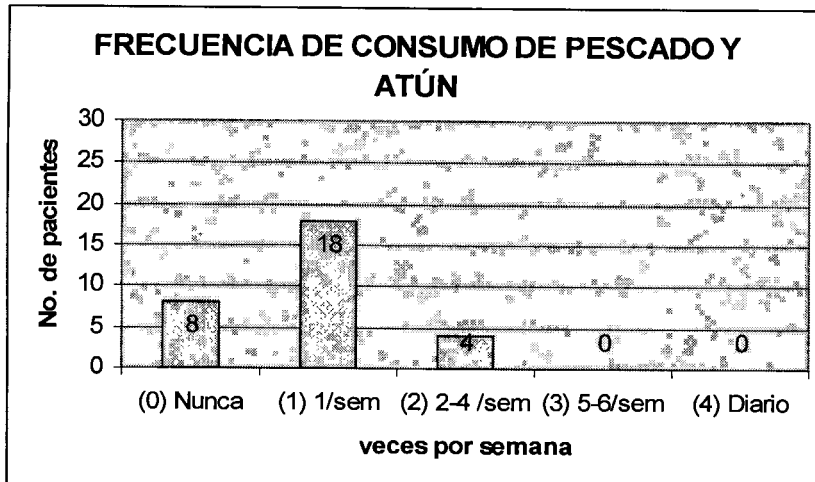 FRECUENCIA DE CONSUMO DE PESCADO Y
ATÚN
No. de pacientes
30
25
20
15
10
5
0
8
18
4
0
0
(0) Nunca
(1) 1/sem
(2) 2-4 /sem
(3) 5-6/sem
(4) Diario
veces por semana